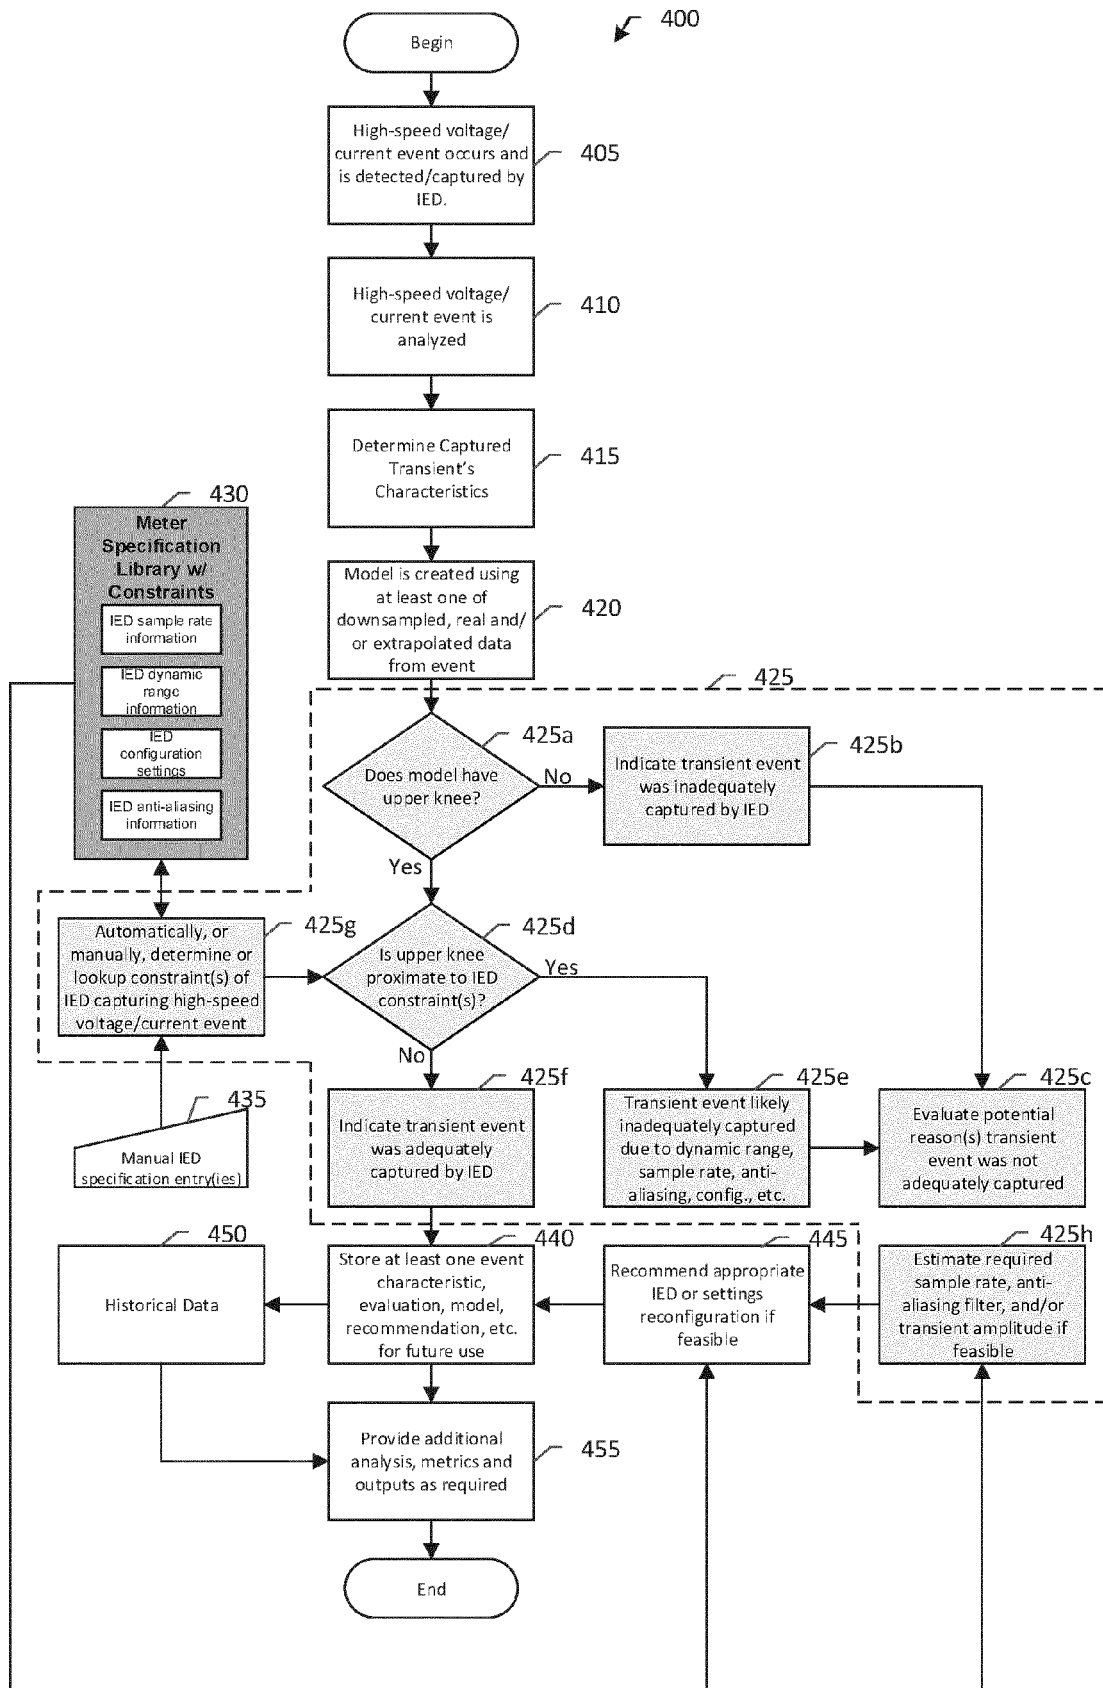 400
Begin
High-speed voltage/
current event occurs and
is detected/captured by
IED.
405
High-speed voltage/
current event is
analyzed
410
Determine Captured
Transient's
Characteristics
415
430
Meter
Specification
Library w/
Constraints
IED sample rate
information
IED dynamic
range
information
IED
configuration
settings
IED anti-aliasing
information
Model is created using
at least one of
downsampled, real and/
or extrapolated data
from event
420
425
425a
Does model have
upper knee?
No
Yes
425b
Indicate transient event
was inadequately
captured by IED
425g
Automatically, or
manually, determine or
lookup constraint(s) of
IED capturing high-speed
voltage/current event
425d
Is upper knee
proximate to IED
constraint(s)?
Yes
No
435
Manual IED
specification entry(ies)
425f
Indicate transient event
was adequately
captured by IED
425e
Transient event likely
inadequately captured
due to dynamic range,
sample rate, anti-
aliasing, config., etc.
425c
Evaluate potential
reason(s) transient
event was not
adequately captured
450
Historical Data
440
Store at least one event
characteristic,
evaluation, model,
recommendation, etc.
for future use
445
Recommend appropriate
IED or settings
reconfiguration if
feasible
425h
Estimate required
sample rate, anti-
aliasing filter, and/or
transient amplitude if
feasible
Provide additional
analysis, metrics and
outputs as required
455
End